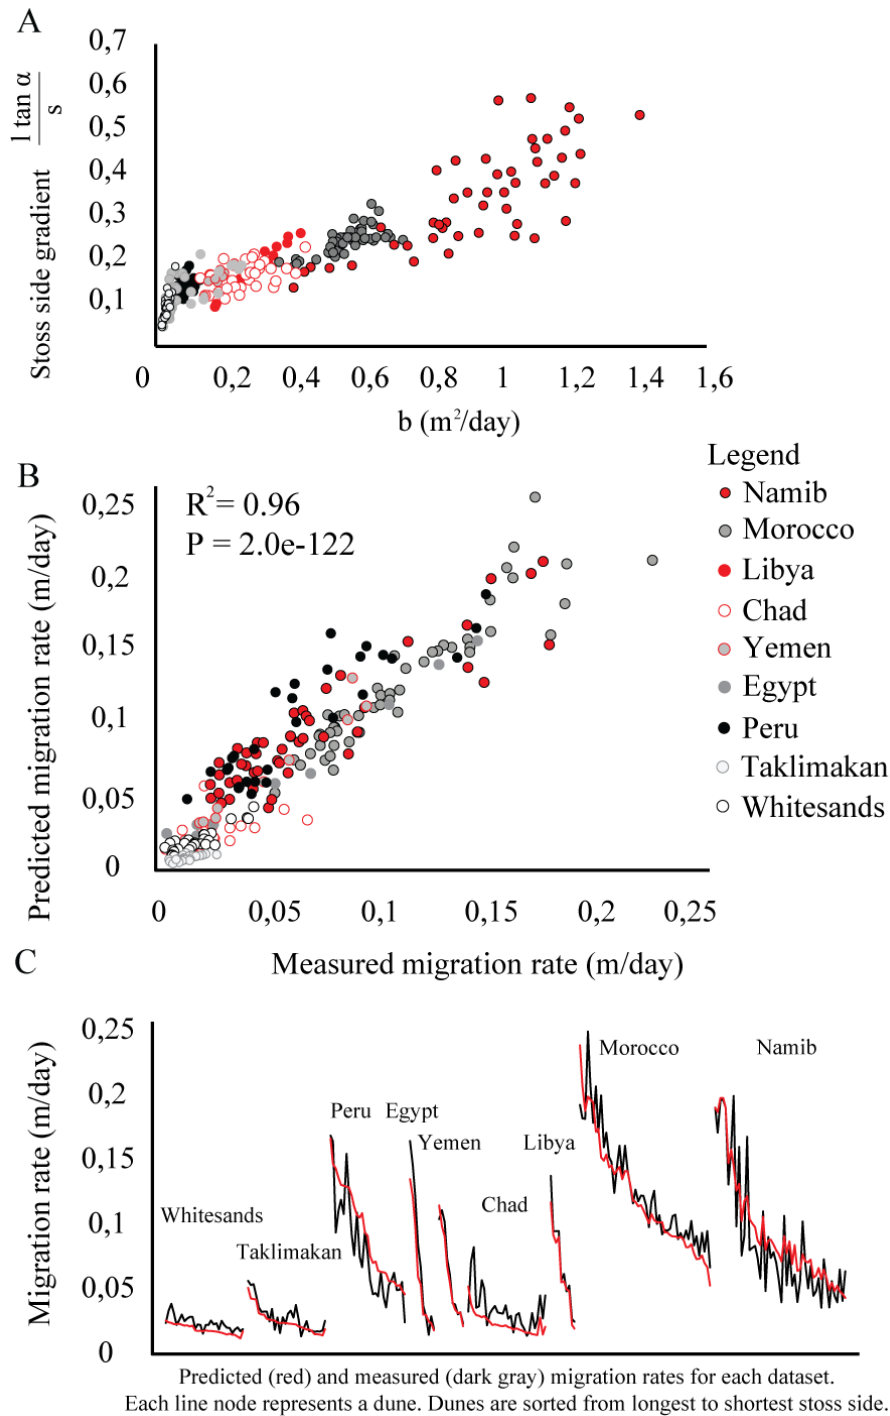 A
0,7
0,6
0,5
0,4
0,3
0,2
0,1
Stoss side gradient l tan α
s
0 0,2 0,4 0,6 0,8 1 1,2 1,4 1,6
b (m²/day)
B
R²= 0.96
P = 2.0e-122
0,25
0,2
0,15
0,1
0,05
0
Predicted migration rate (m/day)
0 0,05 0,1 0,15 0,2 0,25
Measured migration rate (m/day)
Legend
Namib
Morocco
Libya
Chad
Yemen
Egypt
Peru
Taklimakan
Whitesands
C
0,25
0,2
0,15
0,1
0,05
0
Migration rate (m/day)
Morocco
Namib
Peru
Egypt
Yemen
Libya
Chad
Whitesands
Taklimakan
Predicted (red) and measured (dark gray) migration rates for each dataset.
Each line node represents a dune. Dunes are sorted from longest to shortest stoss side.